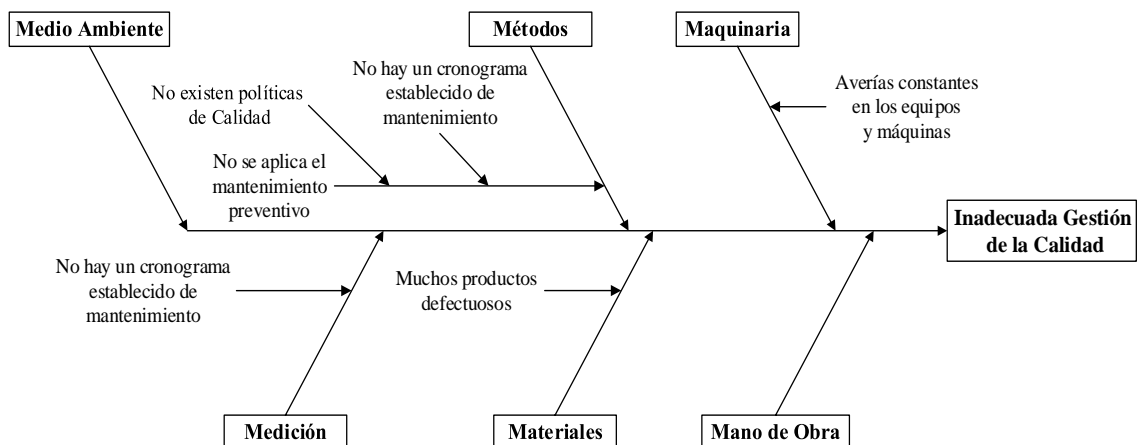 Medio Ambiente
Métodos
Maquinaria
No hay un cronograma
establecido de
mantenimiento
No existen políticas
de Calidad
Averías constantes
en los equipos
y máquinas
No se aplica el
mantenimiento
preventivo
Inadecuada Gestión
de la Calidad
No hay un cronograma
establecido de
mantenimiento
Muchos productos
defectuosos
Medición
Materiales
Mano de Obra